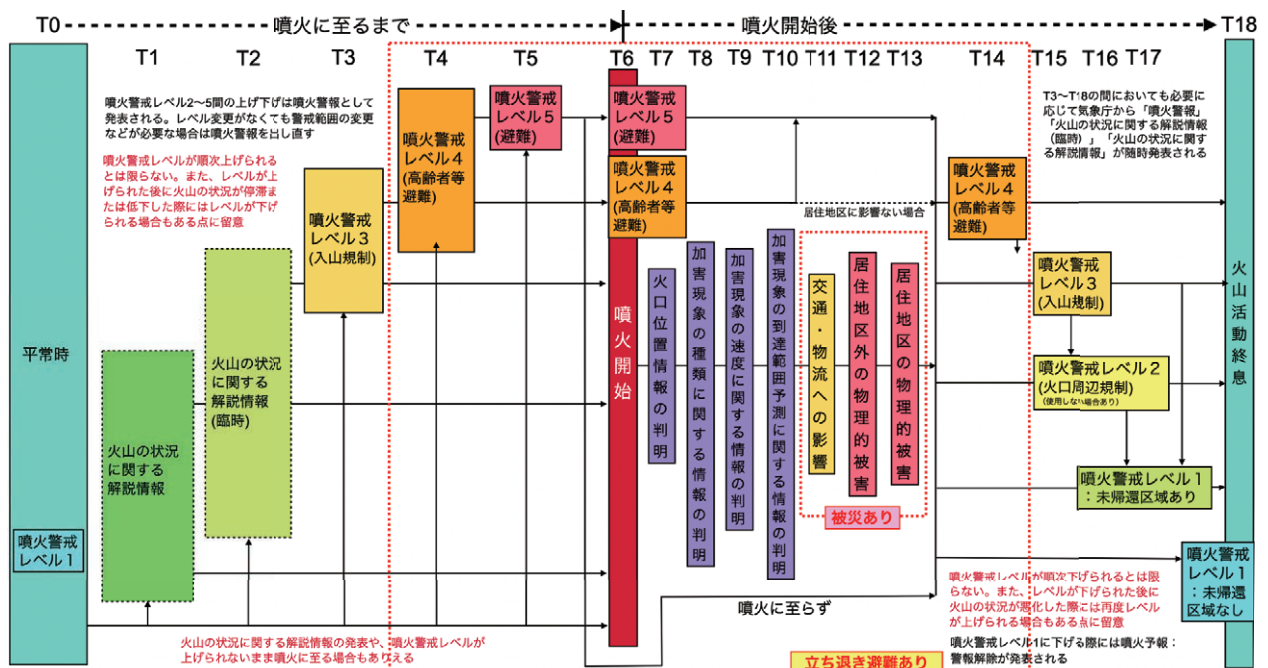 T0
噴火に至るまで
噴火開始後
T18
T1
T2
T3
T4
T5
T6
T7
T8
T9
T10
T11
T12
T13
T14
T15
T16
T17
噴火警戒レベル2〜5間の上げ下げは噴火警報として
発表される。レベル変更がなくても警戒範囲の変更
などが必要な場合は噴火警報を出し直す
噴火警戒レベルが順次上げられる
とは限らない。また、レベルが上
げられた後に火山の状況が停滞ま
たは低下した際にはレベルが下げ
られる場合もある点に留意
平常時
噴火警戒
レベル1
火山の状況
に関する
解説情報
火山の状況
に関する
解説情報
(臨時)
噴火警戒
レベル3
(入山規制)
噴火警戒
レベル4
(高齢者等
避難)
噴火警戒
レベル5
(避難)
噴火警戒
レベル5
(避難)
噴火警戒
レベル4
(高齢者等
避難)
噴火開始
火口位置情報の判明
加害現象の種類に関する情報の判明
加害現象の速度に関する情報の判明
加害現象の到達範囲予測に関する情報の判明
居住地区に影響ない場合
交通・物流への影響
居住地区外の物理的被害
居住地区の物理的被害
被災あり
噴火警戒
レベル4
(高齢者等
避難)
T3〜T18の間においても必要に
応じて気象庁から「噴火警報」
「火山の状況に関する解説情報
(臨時)」「火山の状況に関す
る解説情報」が随時発表される
噴火警戒
レベル3
(入山規制)
噴火警戒レベル2
(火口周辺規制)
(使用しない場合あり)
噴火警戒レベル1
：未帰還区域あり
火山活動終息
噴火警戒
レベル1
：未帰還
区域なし
噴火に至らず
噴火警戒レベルが順次下げられるとは限
らない。また、レベルが下げられた後に
火山の状況が悪化した際には再度レベル
が上げられる場合もある点に留意
噴火警戒レベル1に下げる際には噴火予報：
警報解除が発表される
火山の状況に関する解説情報の発表や、噴火警戒レベルが
上げられないまま噴火に至る場合もありえる
立ち退き避難あり